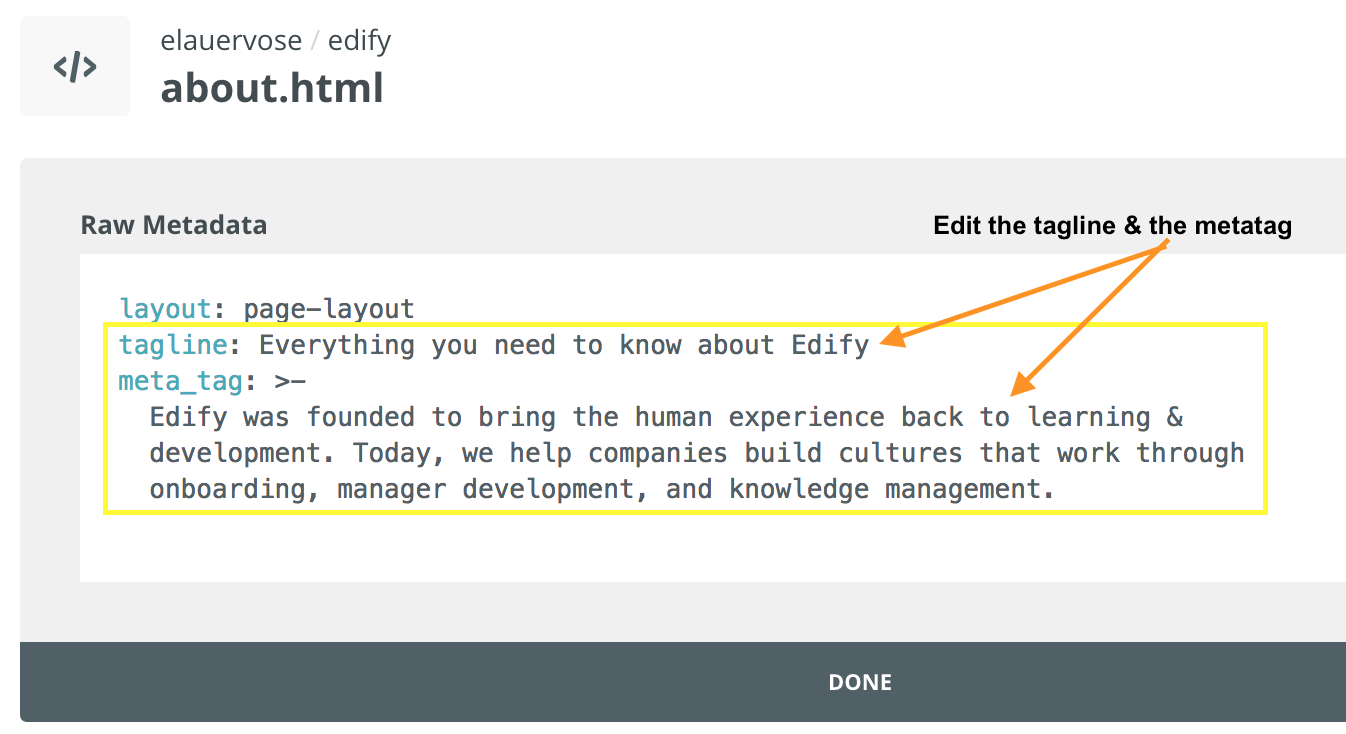 </>
elauervose / edify
about.html
Raw Metadata
Edit the tagline & the metatag
layout: page-layout
tagline: Everything you need to know about Edify
meta_tag: >-
Edify was founded to bring the human experience back to learning &
development. Today, we help companies build cultures that work through
onboarding, manager development, and knowledge management.
DONE